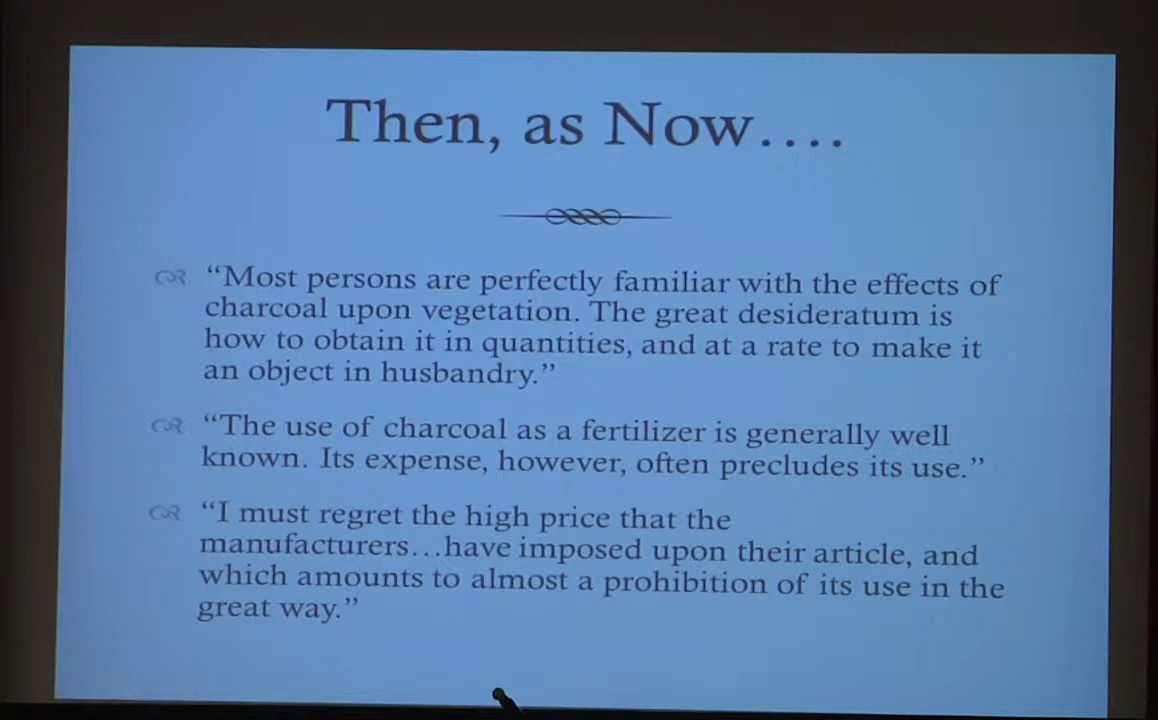 Then, as Now....
“Most persons are perfectly familiar with the effects of
charcoal upon vegetation. The great desideratum is
how to obtain it in quantities, and at a rate to make it
an object in husbandry.”
“The use of charcoal as a fertilizer is generally well
known. Its expense, however, often precludes its use.”
“I must regret the high price that the
manufacturers…have imposed upon their article, and
which amounts to almost a prohibition of its use in the
great way.”